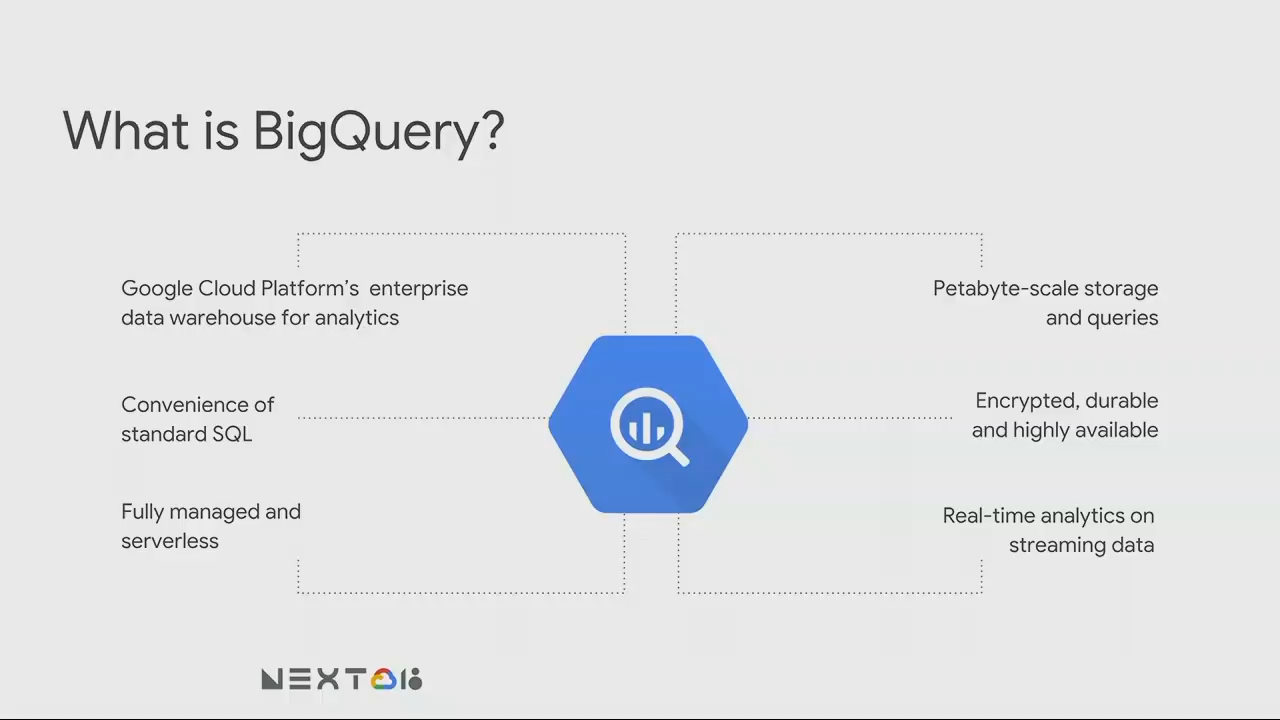 What is BigQuery?
Google Cloud Platform’s  enterprise
data warehouse for analytics
Convenience of
standard SQL
Fully managed and
serverless
Petabyte-scale storage
and queries
Encrypted, durable
and highly available
Real-time analytics on
streaming data
NEXT 18